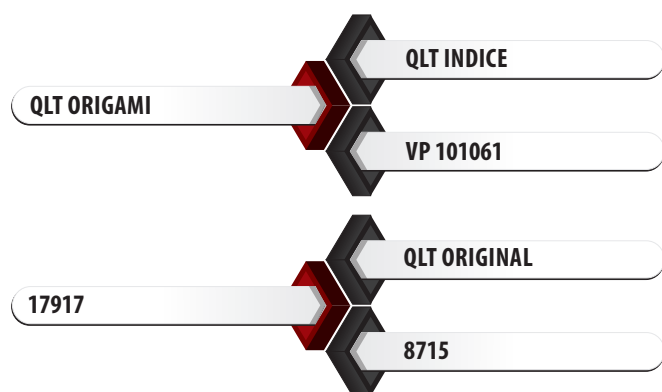 QLT INDICE
QLT ORIGAMI
VP 101061
QLT ORIGINAL
17917
8715